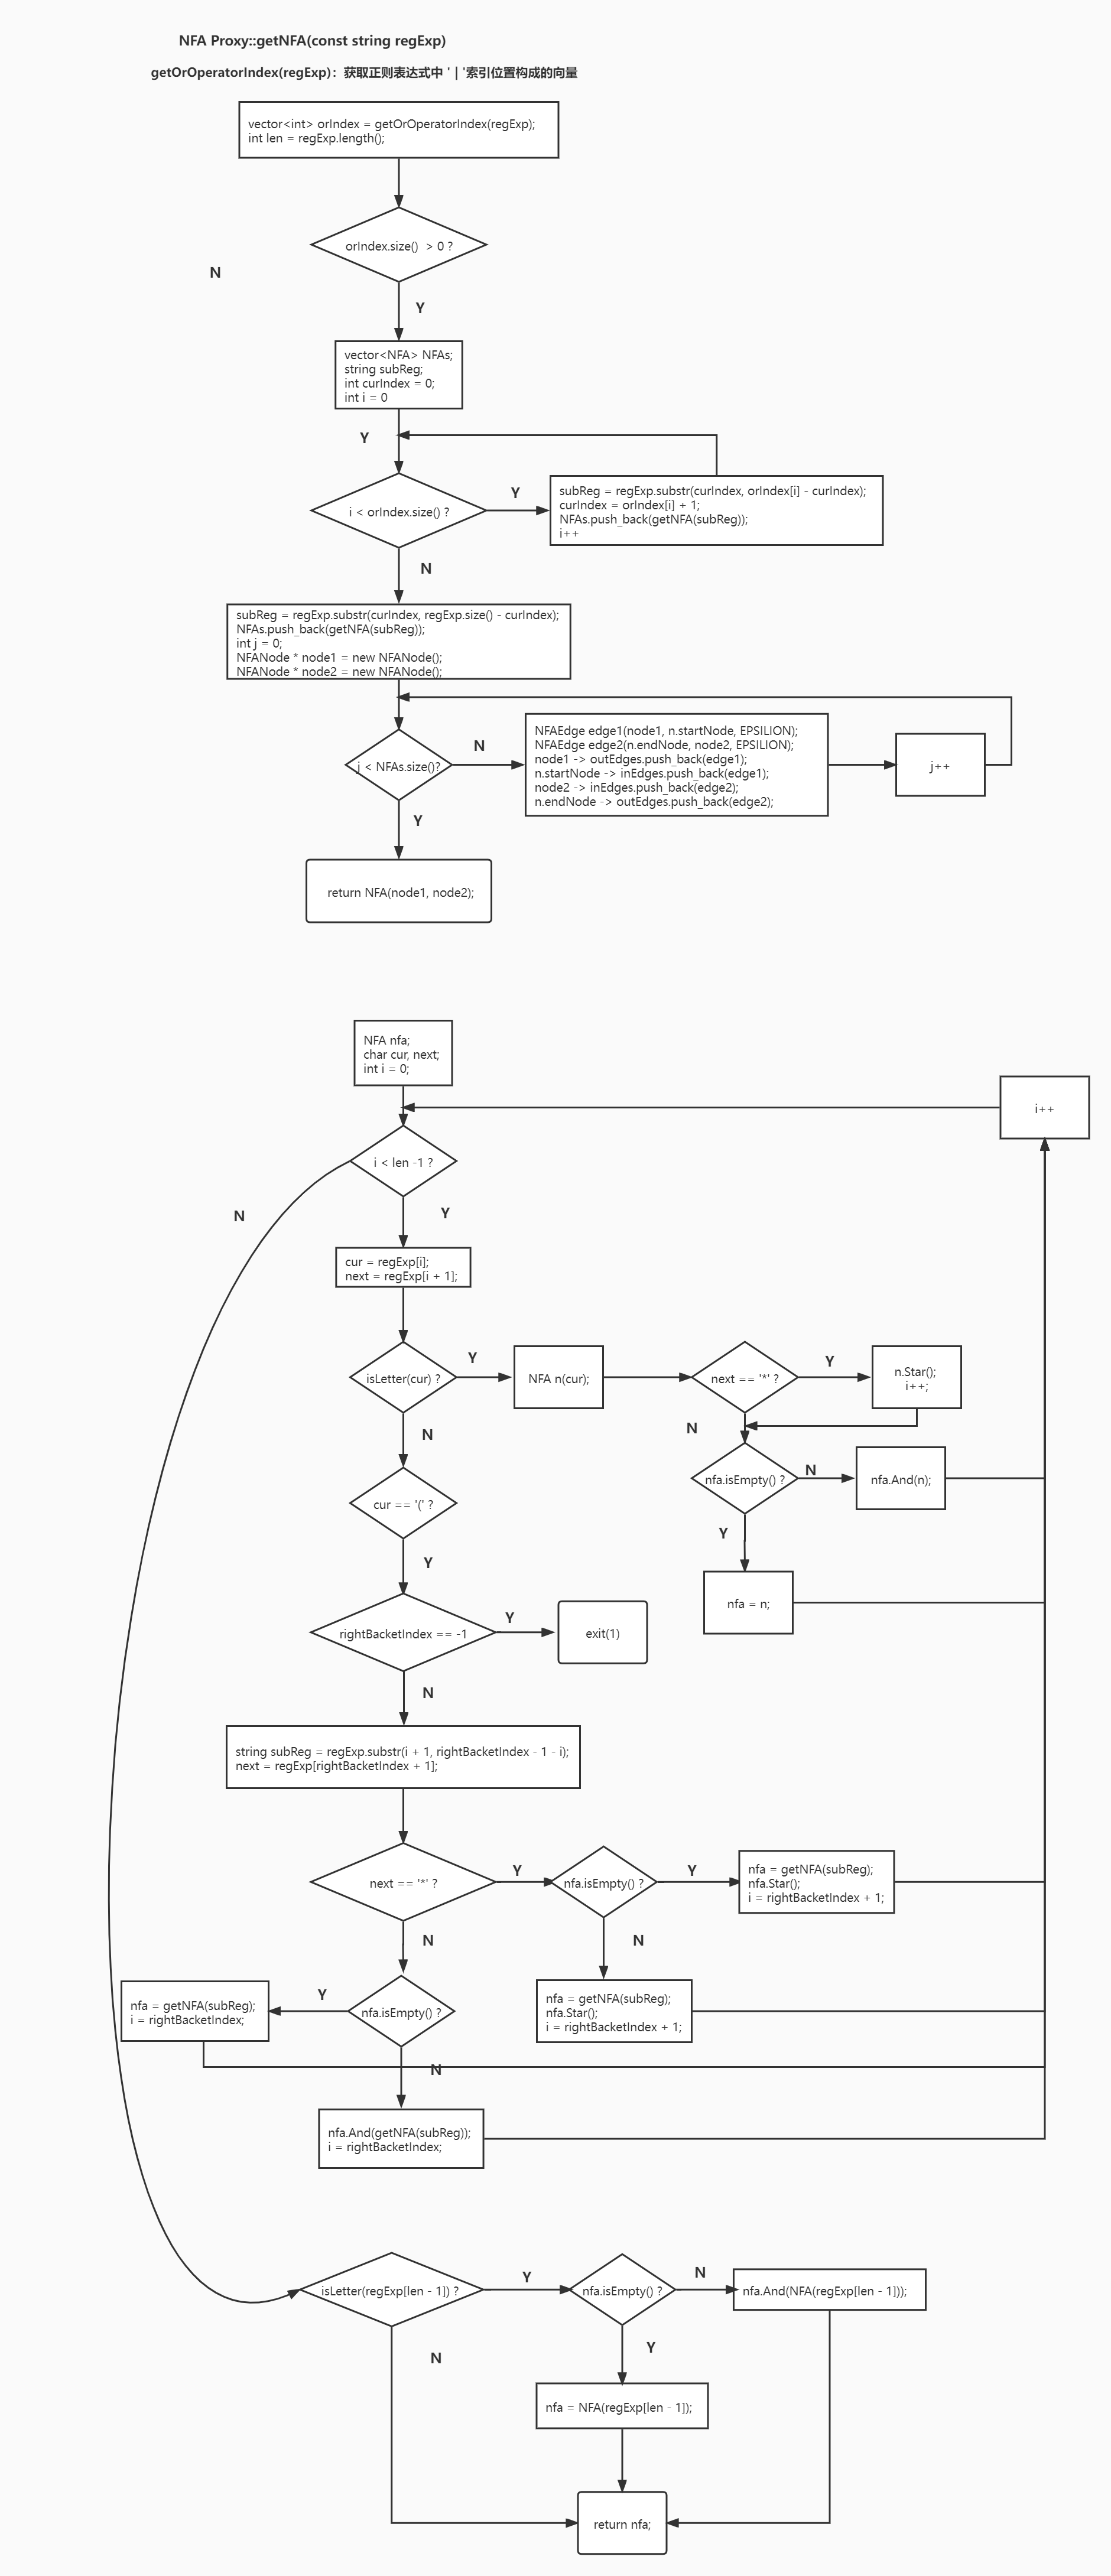 NFA Proxy::getNFA(const string regExp)
getOrOperatorIndex(regExp)：获取正则表达式中 ' | '索引位置构成的向量
vector<int> orIndex = getOrOperatorIndex(regExp);
int len = regExp.length();
orIndex.size()  > 0 ?
N
Y
vector<NFA> NFAs;
string subReg;
int curIndex = 0;
int i = 0
Y
i < orIndex.size() ?
Y
subReg = regExp.substr(curIndex, orIndex[i] - curIndex);
curIndex = orIndex[i] + 1;
NFAs.push_back(getNFA(subReg));
i++
N
subReg = regExp.substr(curIndex, regExp.size() - curIndex);
NFAs.push_back(getNFA(subReg));
int j = 0;
NFANode * node1 = new NFANode();
NFANode * node2 = new NFANode();
j < NFAs.size()?
N
NFAEdge edge1(node1, n.startNode, EPSILION);
NFAEdge edge2(n.endNode, node2, EPSILION);
node1 -> outEdges.push_back(edge1);
n.startNode -> inEdges.push_back(edge1);
node2 -> inEdges.push_back(edge2);
n.endNode -> outEdges.push_back(edge2);
j++
Y
return NFA(node1, node2);
NFA nfa;
char cur, next;
int i = 0;
i++
i < len -1 ?
N
Y
cur = regExp[i];
next = regExp[i + 1];
isLetter(cur) ?
Y
NFA n(cur);
next == '*' ?
Y
n.Star();
i++;
N
N
nfa.isEmpty() ?
N
nfa.And(n);
cur == '(' ?
Y
Y
nfa = n;
rightBacketIndex == -1
Y
exit(1)
N
string subReg = regExp.substr(i + 1, rightBacketIndex - 1 - i);
next = regExp[rightBacketIndex + 1];
next == '*' ?
Y
nfa.isEmpty() ?
Y
nfa = getNFA(subReg);
nfa.Star();
i = rightBacketIndex + 1;
N
N
nfa = getNFA(subReg);
i = rightBacketIndex;
Y
nfa.isEmpty() ?
nfa = getNFA(subReg);
nfa.Star();
i = rightBacketIndex + 1;
N
nfa.And(getNFA(subReg));
i = rightBacketIndex;
isLetter(regExp[len - 1]) ?
Y
nfa.isEmpty() ?
N
nfa.And(NFA(regExp[len - 1]));
N
Y
nfa = NFA(regExp[len - 1]);
return nfa;